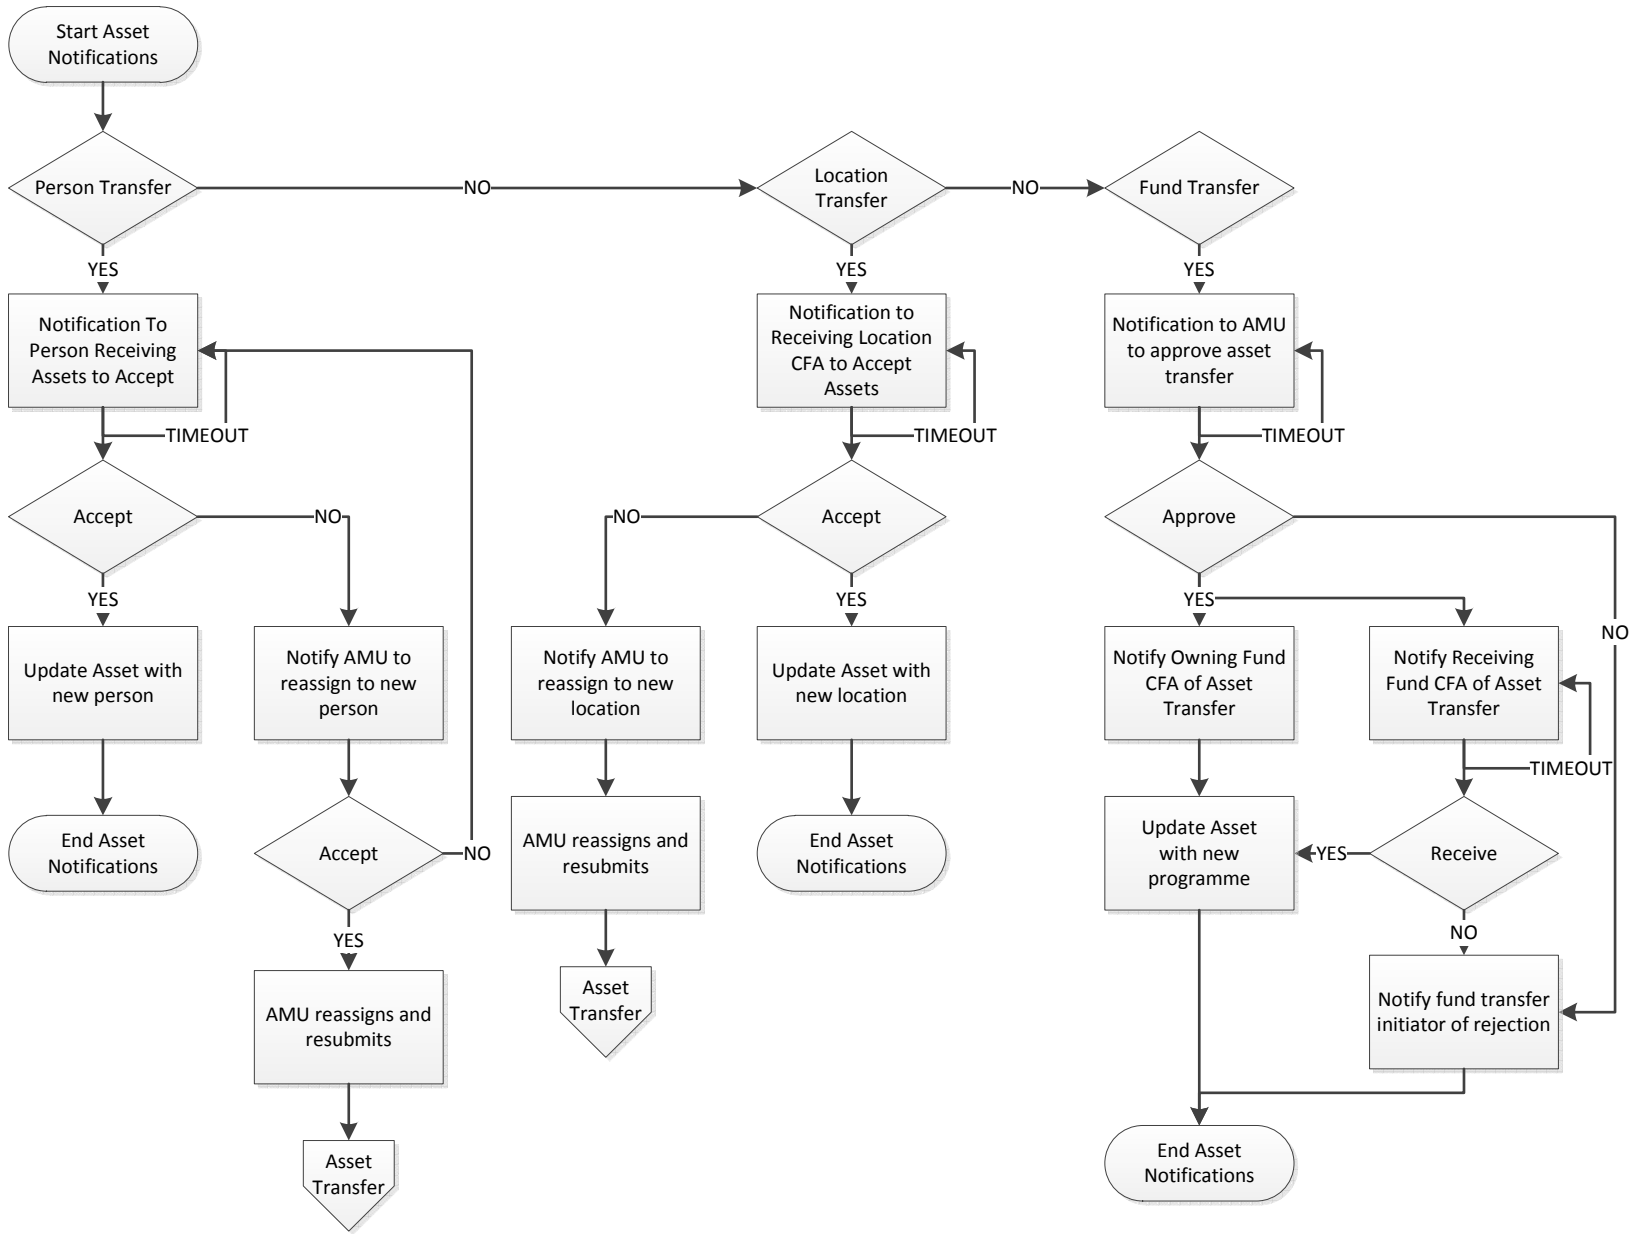 Start Asset
Notifications
Person Transfer
NO
Location
Transfer
NO
Fund Transfer
YES
YES
YES
Notification To
Person Receiving
Assets to Accept
Notification to
Receiving Location
CFA to Accept
Assets
Notification to AMU
to approve asset
transfer
TIMEOUT
TIMEOUT
TIMEOUT
Accept
NO
NO
Accept
Approve
YES
YES
YES
NO
Update Asset with
new person
Notify AMU to
reassign to new
person
Notify AMU to
reassign to new
location
Update Asset with
new location
Notify Owning Fund
CFA of Asset
Transfer
Notify Receiving
Fund CFA of Asset
Transfer
TIMEOUT
End Asset
Notifications
Accept
NO
AMU reassigns and
resubmits
End Asset
Notifications
Update Asset
with new
programme
YES
Receive
YES
NO
AMU reassigns and
resubmits
Asset
Transfer
Notify fund transfer
initiator of rejection
Asset
Transfer
End Asset
Notifications